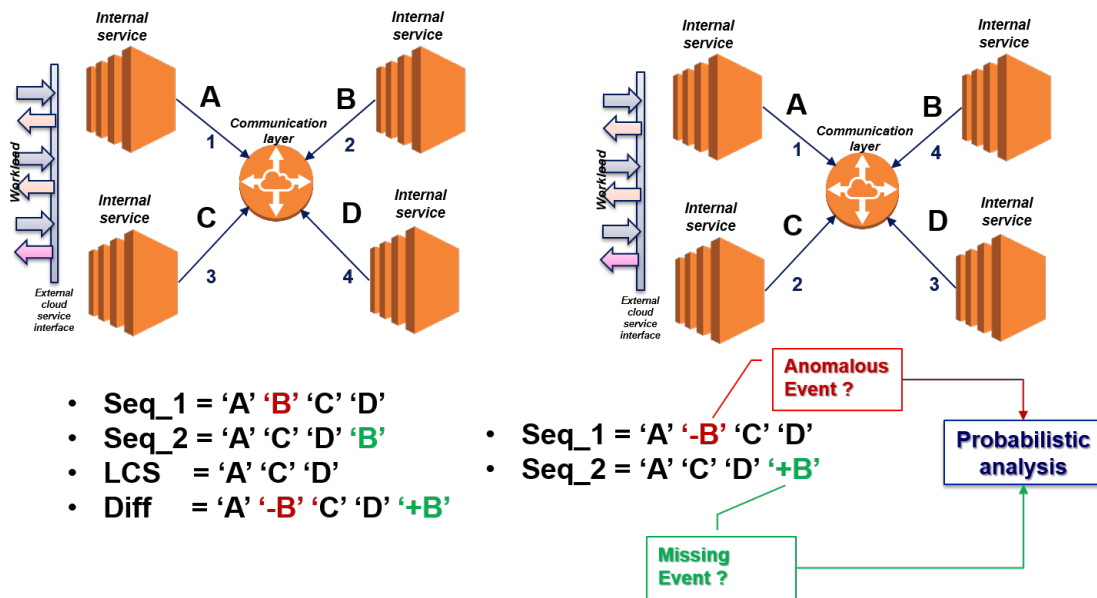 Internal
service
Internal
service
A
B
1
Communication
layer
2
Workload
Internal
service
Internal
service
C
D
3
4
External
cloud
service
interface
Internal
service
Internal
service
A
B
1
Communication
layer
4
Workload
Internal
service
Internal
service
C
D
2
3
External
cloud
service
interface
• Seq_1 = ‘A’ ‘B’ ‘C’ ‘D’
• Seq_2 = ‘A’ ‘C’ ‘D’ ‘B’
• LCS = ‘A’ ‘C’ ‘D’
• Diff = ‘A’ ‘-B’ ‘C’ ‘D’ ‘+B’
Anomalous
Event ?
• Seq_1 = ‘A’ ‘-B’ ‘C’ ‘D’
• Seq_2 = ‘A’ ‘C’ ‘D’ ‘+B’
Probabilistic
analysis
Missing
Event ?